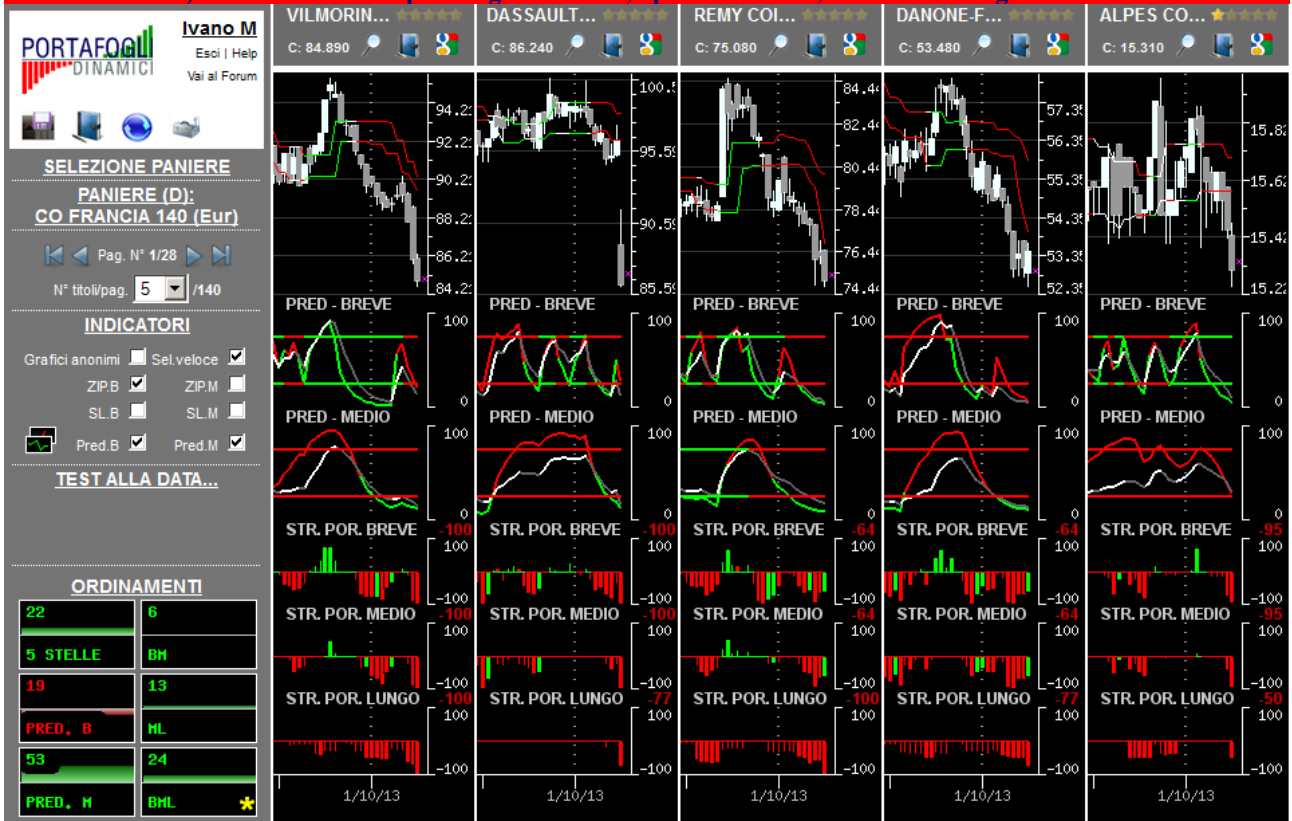 PORTAFOGLI
DINAMICI
Ivano M
Esci | Help
Vai al Forum
SELEZIONE PANIERE
PANIERE (D):
CO FRANCIA 140 (Eur)
Pag. N° 1/28
N° titoli/pag. 5 /140
INDICATORI
Grafici anonimi Sel.veloce
ZIP.B ZIP.M
SL.B SL.M
Pred.B Pred.M
TEST ALLA DATA...
ORDINAMENTI
22 6
5 STELLE BM
19 13
PRED. B ML
53 24
PRED. M BML *
VILMORIN... DASSAULT... REMY COI... DANONE-F... ALPES CO...
C: 84.890 C: 86.240 C: 75.080 C: 53.480 C: 15.310
94.2
92.2
90.2
88.2
86.2
84.2
100.
95.5
90.5
85.5
84.4
82.4
80.4
78.4
76.4
74.4
57.3
56.3
55.3
54.3
53.3
52.3
15.82
15.62
15.42
15.22
PRED - BREVE PRED - BREVE PRED - BREVE PRED - BREVE PRED - BREVE
100 100 100 100 100
0 0 0 0 0
PRED - MEDIO PRED - MEDIO PRED - MEDIO PRED - MEDIO PRED - MEDIO
100 100 100 100 100
0 0 0 0 0
STR. POR. BREVE -100 STR. POR. BREVE -100 STR. POR. BREVE -64 STR. POR. BREVE -64 STR. POR. BREVE -95
100 100 100 100 100
-100 -100 -100 -100 -100
STR. POR. MEDIO -100 STR. POR. MEDIO -100 STR. POR. MEDIO -64 STR. POR. MEDIO -64 STR. POR. MEDIO -95
100 100 100 100 100
-100 -100 -100 -100 -100
STR. POR. LUNGO -100 STR. POR. LUNGO -77 STR. POR. LUNGO -100 STR. POR. LUNGO -77 STR. POR. LUNGO -50
100 100 100 100 100
-100 -100 -100 -100 -100
1/10/13 1/10/13 1/10/13 1/10/13 1/10/13